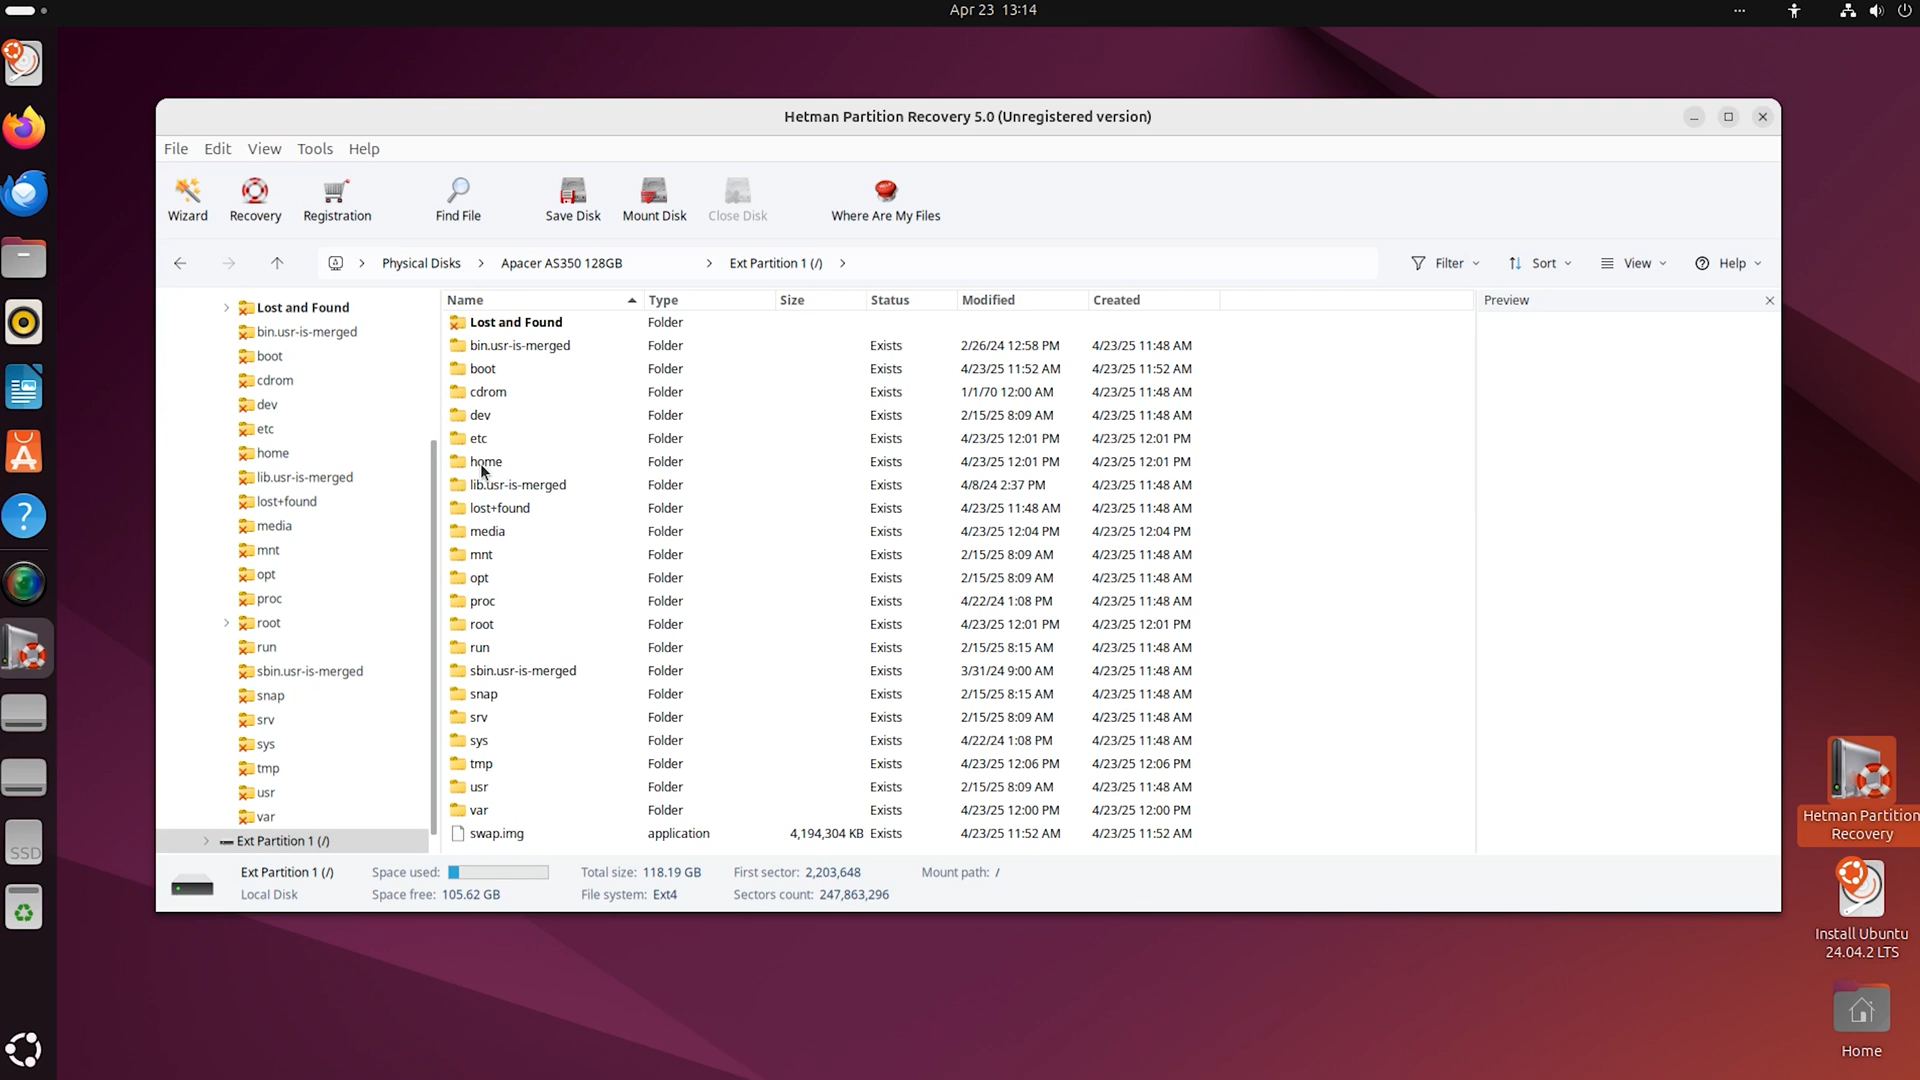 Apr 23 13:14
Hetman Partition Recovery 5.0 (Unregistered version)
File Edit View Tools Help
Wizard Recovery Registration Find File Save Disk Mount Disk Close Disk Where Are My Files
Physical Disks Apacer AS350 128GB Ext Partition 1 (/) Filter Sort View Help
Name Type Size Status Modified Created Preview
Lost and Found
bin.usr-is-merged
boot
cdrom
dev
etc
home
lib.usr-is-merged
lost+found
media
mnt
opt
proc
root
run
sbin.usr-is-merged
snap
srv
sys
tmp
usr
var
Ext Partition 1 (/)
Lost and Found Folder
bin.usr-is-merged Folder Exists 2/26/24 12:58 PM 4/23/25 11:48 AM
boot Folder Exists 4/23/25 11:52 AM 4/23/25 11:52 AM
cdrom Folder Exists 1/1/70 12:00 AM 4/23/25 11:48 AM
dev Folder Exists 2/15/25 8:09 AM 4/23/25 11:48 AM
etc Folder Exists 4/23/25 12:01 PM 4/23/25 12:01 PM
home Folder Exists 4/23/25 12:01 PM 4/23/25 12:01 PM
lib.usr-is-merged Folder Exists 4/8/24 2:37 PM 4/23/25 11:48 AM
lost+found Folder Exists 4/23/25 11:48 AM 4/23/25 11:48 AM
media Folder Exists 4/23/25 12:04 PM 4/23/25 12:04 PM
mnt Folder Exists 2/15/25 8:09 AM 4/23/25 11:48 AM
opt Folder Exists 2/15/25 8:09 AM 4/23/25 11:48 AM
proc Folder Exists 4/22/24 1:08 PM 4/23/25 11:48 AM
root Folder Exists 4/23/25 12:01 PM 4/23/25 12:01 PM
run Folder Exists 2/15/25 8:15 AM 4/23/25 11:48 AM
sbin.usr-is-merged Folder Exists 3/31/24 9:00 AM 4/23/25 11:48 AM
snap Folder Exists 2/15/25 8:15 AM 4/23/25 11:48 AM
srv Folder Exists 2/15/25 8:09 AM 4/23/25 11:48 AM
sys Folder Exists 4/22/24 1:08 PM 4/23/25 11:48 AM
tmp Folder Exists 4/23/25 12:06 PM 4/23/25 12:06 PM
usr Folder Exists 2/15/25 8:09 AM 4/23/25 11:48 AM
var Folder Exists 4/23/25 12:00 PM 4/23/25 12:00 PM
swap.img application 4,194,304 KB Exists 4/23/25 11:52 AM 4/23/25 11:52 AM
Ext Partition 1 (/) Space used: Total size: 118.19 GB First sector: 2,203,648 Mount path: /
Local Disk Space free: 105.62 GB File system: Ext4 Sectors count: 247,863,296
SSD
Hetman Partition
Recovery
Install Ubuntu
24.04.2 LTS
Home